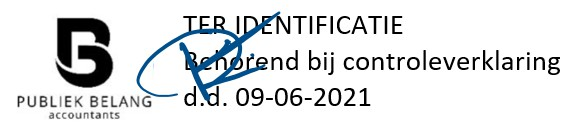 TER IDENTIFICATIE
Behorend bij controleverklaring
d.d. 09-06-2021
PUBLIEK BELANG
accountants